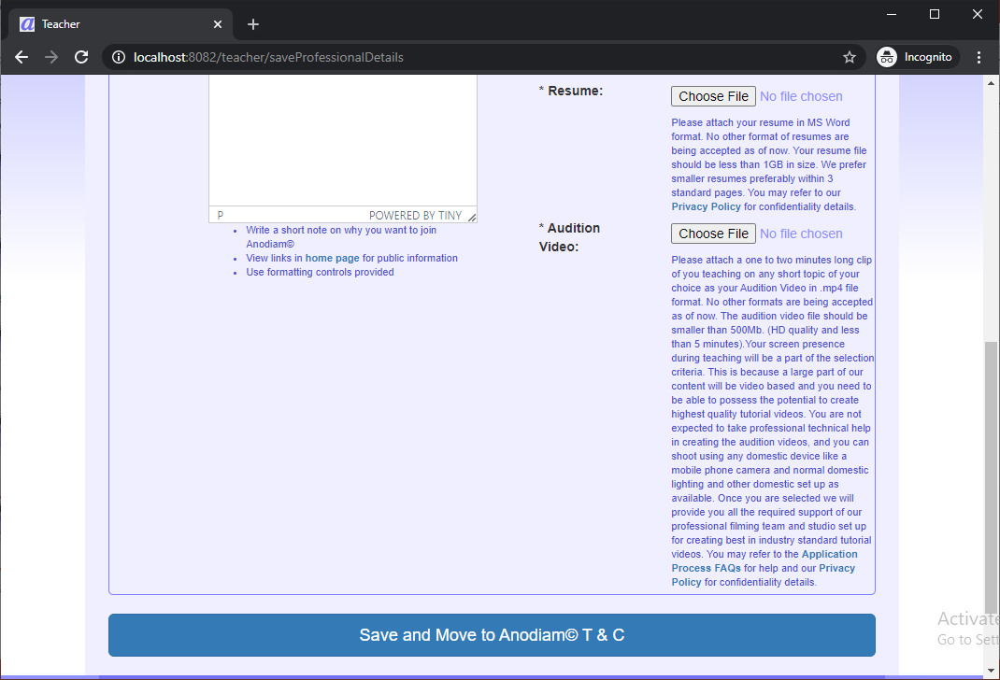 Teacher
localhost:8082/teacher/saveProfessionalDetails
Incognito
P
POWERED BY TINY
Write a short note on why you want to join
Anodiam©
View links in home page for public information
Use formatting controls provided
* Resume:
Choose File No file chosen
Please attach your resume in MS Word
format. No other format of resumes are
being accepted as of now. Your resume file
should be less than 1GB in size. We prefer
smaller resumes preferably within 3
standard pages. You may refer to our
Privacy Policy for confidentiality details.
* Audition
Video:
Choose File No file chosen
Please attach a one to two minutes long clip
of you teaching on any short topic of your
choice as your Audition Video in .mp4 file
format. No other formats are being accepted
as of now. The audition video file should be
smaller than 500Mb. (HD quality and less
than 5 minutes).Your screen presence
during teaching will be a part of the selection
criteria. This is because a large part of our
content will be video based and you need to
be able to possess the potential to create
highest quality tutorial videos. You are not
expected to take professional technical help
in creating the audition videos, and you can
shoot using any domestic device like a
mobile phone camera and normal domestic
lighting and other domestic set up as
available. Once you are selected we will
provide you all the required support of our
professional filming team and studio set up
for creating best in industry standard tutorial
videos. You may refer to the Application
Process FAQs for help and our Privacy
Policy for confidentiality details.
Save and Move to Anodiam© T & C
Activate
Go to Sett